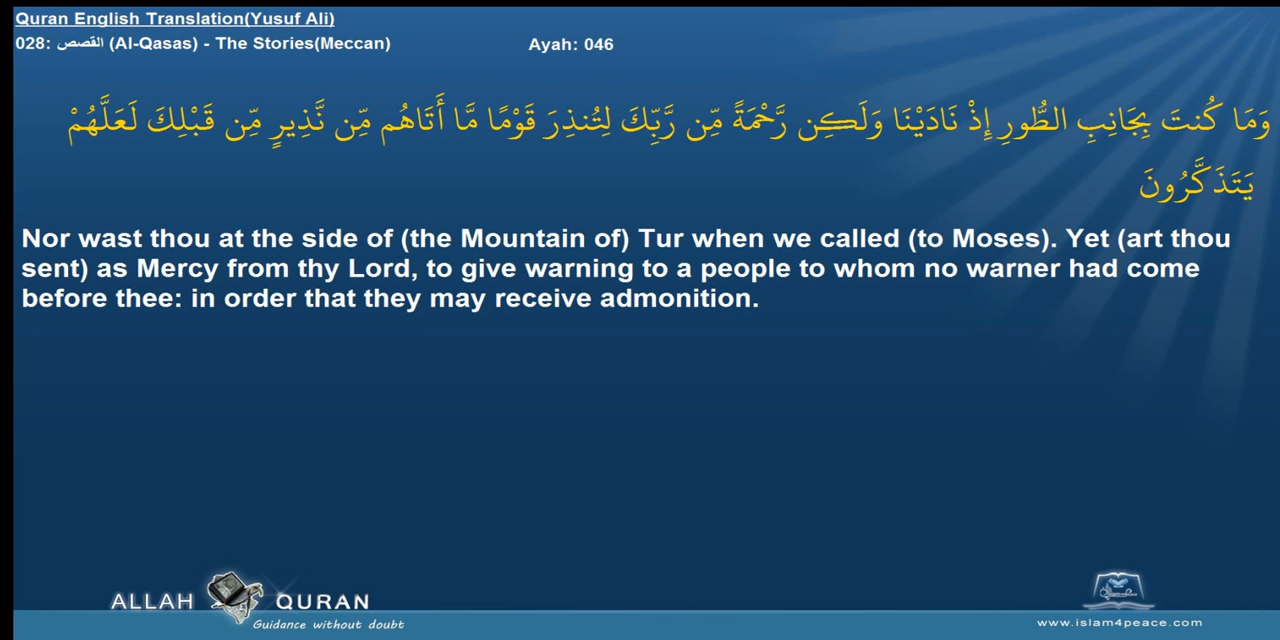 Quran English Translation(Yusuf Ali)
028: القصص (Al-Qasas) - The Stories(Meccan) Ayah: 046
وَمَا كُنتَ بِجَانِبِ الطُّورِ إِذْ نَادَيْنَا وَلَكِن رَّحْمَةً مِّن رَّبِّكَ لِتُنذِرَ قَوْمًا مَّا أَتَاهُم مِّن نَّذِيرٍ مِّن قَبْلِكَ لَعَلَّهُمْ
يَتَذَكَّرُونَ
Nor wast thou at the side of (the Mountain of) Tur when we called (to Moses). Yet (art thou
sent) as Mercy from thy Lord, to give warning to a people to whom no warner had come
before thee: in order that they may receive admonition.
ALLAH QURAN
Guidance without doubt
www.islam4peace.com